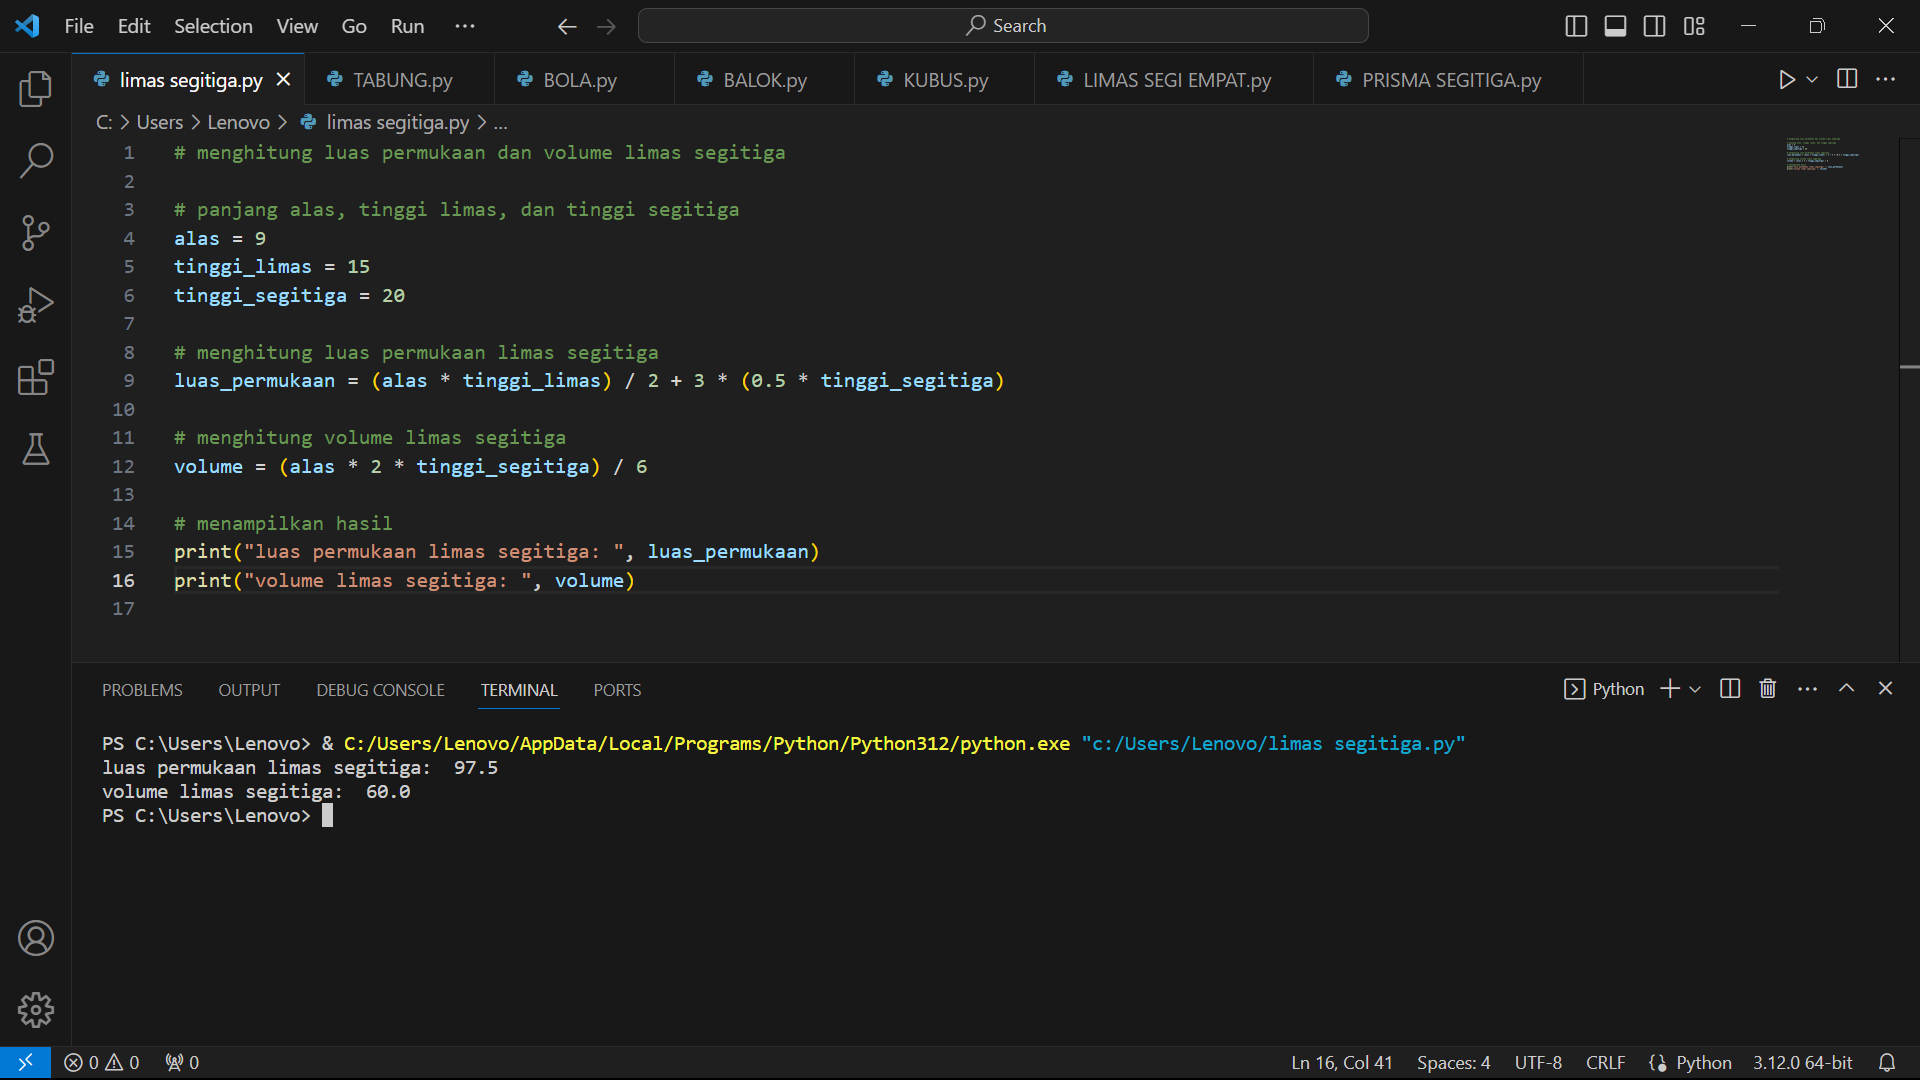 File Edit Selection View Go Run ··· Search
limas segitiga.py TABUNG.py BOLA.py BALOK.py KUBUS.py LIMAS SEGI EMPAT.py PRISMA SEGITIGA.py
C: > Users > Lenovo > limas segitiga.py > ...
1 # menghitung luas permukaan dan volume limas segitiga
2
3 # panjang alas, tinggi limas, dan tinggi segitiga
4 alas = 9
5 tinggi_limas = 15
6 tinggi_segitiga = 20
7
8 # menghitung luas permukaan limas segitiga
9 luas_permukaan = (alas * tinggi_limas) / 2 + 3 * (0.5 * tinggi_segitiga)
10
11 # menghitung volume limas segitiga
12 volume = (alas * 2 * tinggi_segitiga) / 6
13
14 # menampilkan hasil
15 print("luas permukaan limas segitiga: ", luas_permukaan)
16 print("volume limas segitiga: ", volume)
17
PROBLEMS OUTPUT DEBUG CONSOLE TERMINAL PORTS Python
PS C:\Users\Lenovo> & C:/Users/Lenovo/AppData/Local/Programs/Python/Python312/python.exe "c:/Users/Lenovo/limas segitiga.py"
luas permukaan limas segitiga:  97.5
volume limas segitiga:  60.0
PS C:\Users\Lenovo>
0 0 0 Ln 16, Col 41 Spaces: 4 UTF-8 CRLF Python 3.12.0 64-bit